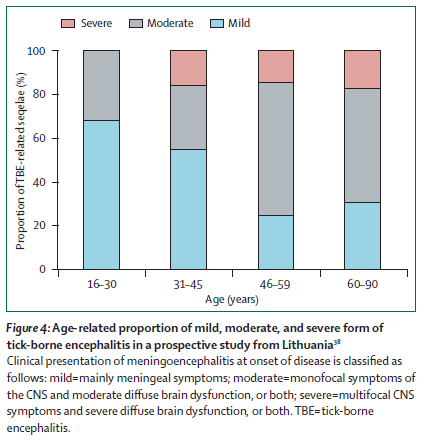 Severe Moderate Mild
100
80
60
40
20
0
Proportion of TBE-related seqelae (%)
16–30 31–45 46–59 60–90
Age (years)
Figure 4: Age-related proportion of mild, moderate, and severe form of
tick-borne encephalitis in a prospective study from Lithuania³⁸
Clinical presentation of meningoencephalitis at onset of disease is classified as
follows: mild=mainly meningeal symptoms; moderate=monofocal symptoms of
the CNS and moderate diffuse brain dysfunction, or both; severe=multifocal CNS
symptoms and severe diffuse brain dysfunction, or both. TBE=tick-borne
encephalitis.